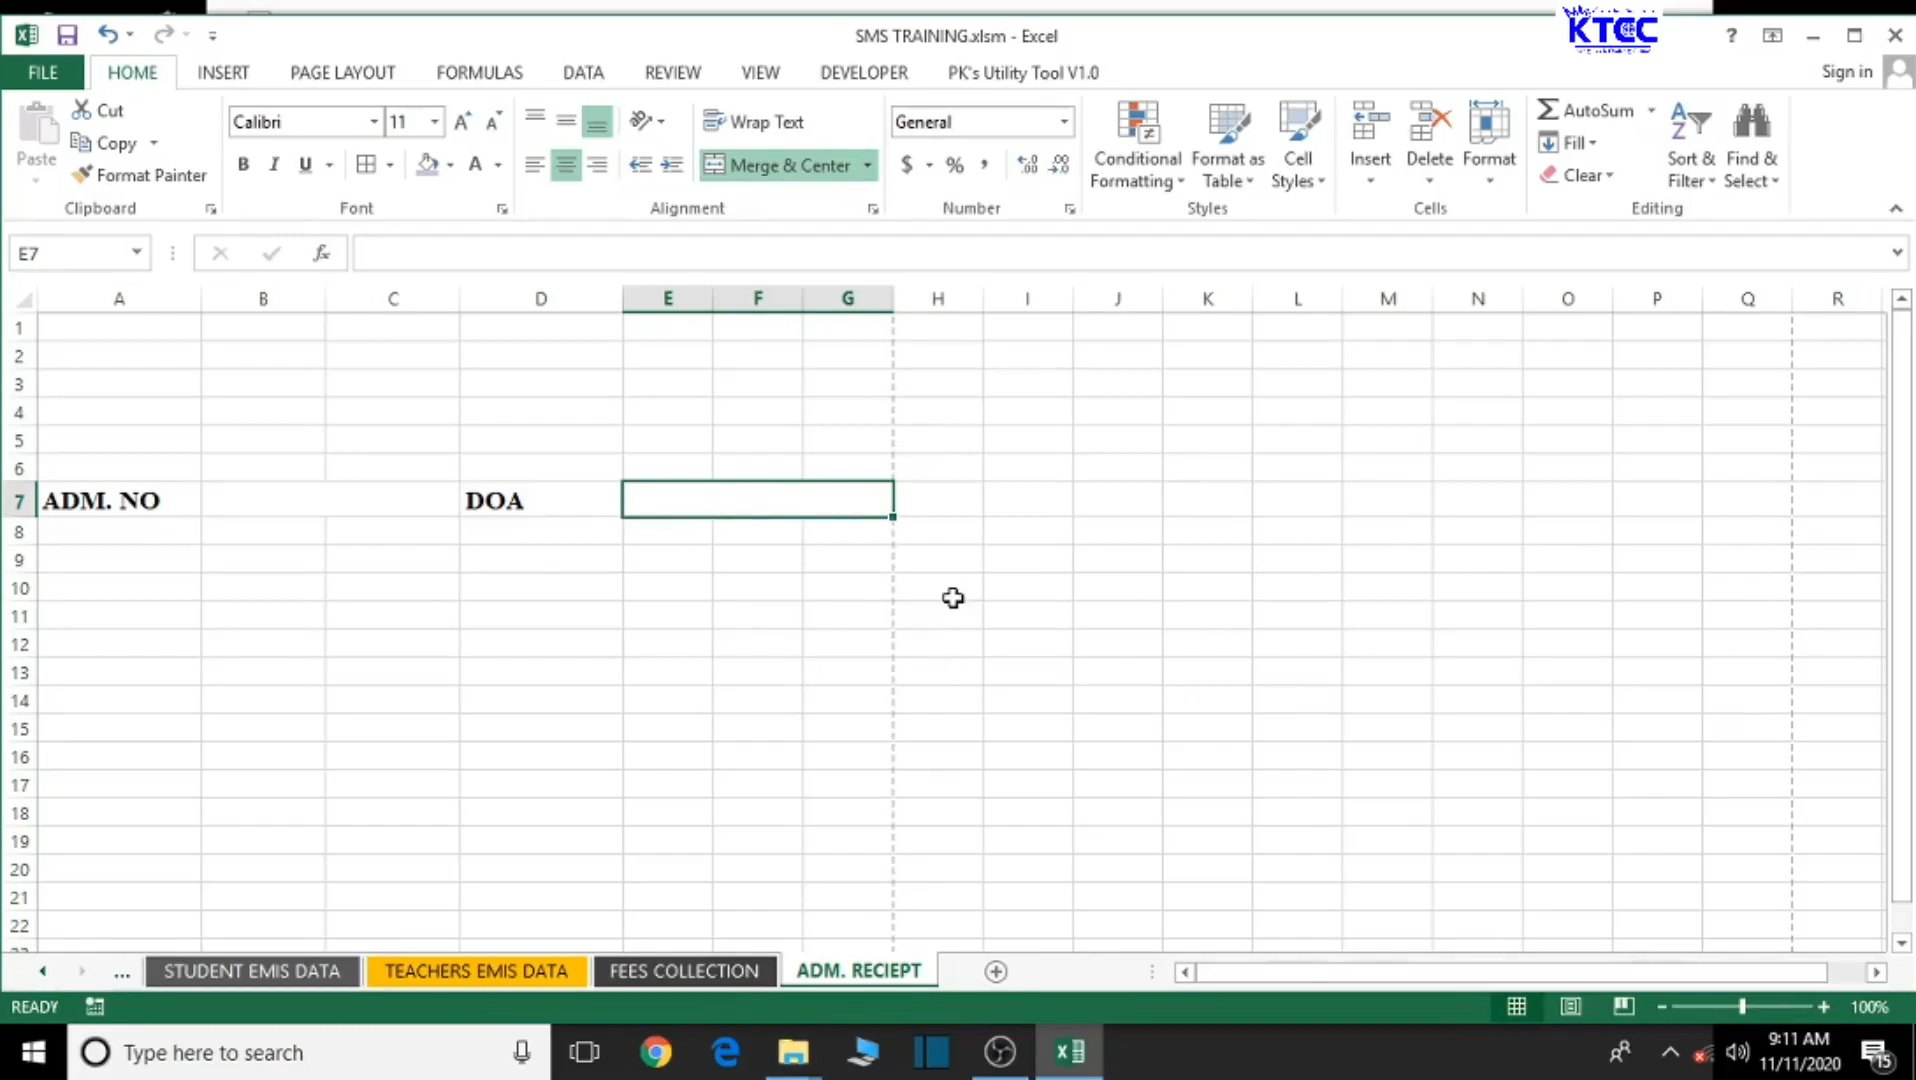 SMS TRAINING.xlsm - Excel
KTCC
?
FILE HOME INSERT PAGE LAYOUT FORMULAS DATA REVIEW VIEW DEVELOPER PK's Utility Tool V1.0 Sign in
Paste
Cut
Copy
Format Painter
Clipboard
Calibri 11
B I U A
Font
Wrap Text
Merge & Center
Alignment
General
$ % ,
Number
Conditional Formatting
Format as Table
Cell Styles
Styles
Insert Delete Format
Cells
AutoSum
Fill
Clear
Sort & Filter
Find & Select
Editing
E7 fx
A B C D E F G H I J K L M N O P Q R
1
2
3
4
5
6
7 ADM. NO DOA
8
9
10
11
12
13
14
15
16
17
18
19
20
21
22
... STUDENT EMIS DATA TEACHERS EMIS DATA FEES COLLECTION ADM. RECIEPT
READY 100%
Type here to search
9:11 AM
11/11/2020
15